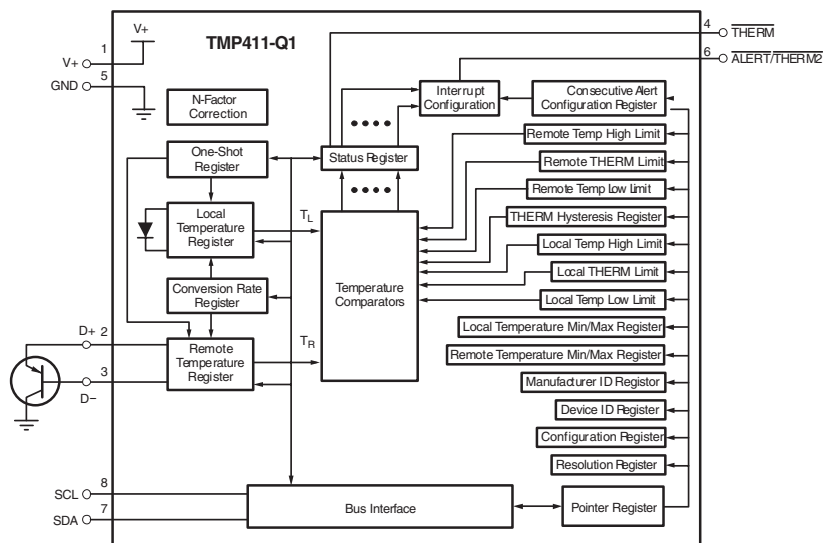 V+
TMP411-Q1
1
V+
5
GND
4
THERM
6
ALERT/THERM2
N-Factor
Correction
Interrupt
Configuration
Consecutive Alert
Configuration Register
One-Shot
Register
Status Register
Remote Temp High Limit
Remote THERM Limit
Remote Temp Low Limit
THERM Hysteresis Register
Local Temp High Limit
Local THERM Limit
Local Temp Low Limit
Local Temperature Min/Max Register
Remote Temperature Min/Max Register
Manufacturer ID Registor
Device ID Register
Configuration Register
Resolution Register
Local
Temperature
Register
TL
Temperature
Comparators
Conversion Rate
Register
D+
2
Remote
Temperature
Register
TR
3
D−
8
SCL
7
SDA
Bus Interface
Pointer Register